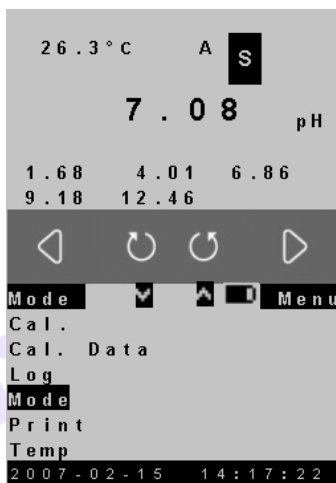 26.3°C A S
7.08 pH
1.68 4.01 6.86
9.18 12.46
Mode Menu
Cal.
Cal. Data
Log
Mode
Print
Temp
2007-02-15 14:17:22